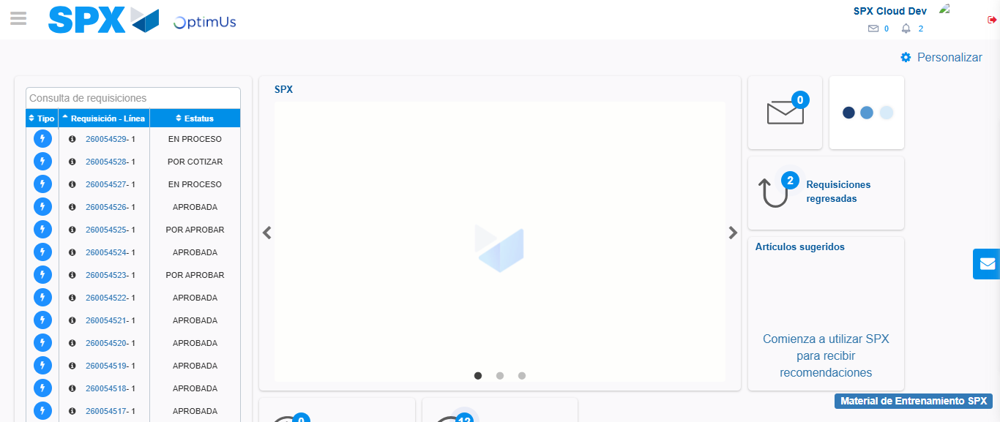 SPX
OptimUs
SPX Cloud Dev
0
2
Personalizar
Consulta de requisiciones
Tipo Requisición - Línea Estatus
260054529- 1 EN PROCESO
260054528- 1 POR COTIZAR
260054527- 1 EN PROCESO
260054526- 1 APROBADA
260054525- 1 POR APROBAR
260054524- 1 APROBADA
260054523- 1 POR APROBAR
260054522- 1 APROBADA
260054521- 1 APROBADA
260054520- 1 APROBADA
260054519- 1 APROBADA
260054518- 1 APROBADA
260054517- 1 APROBADA
SPX
0
2
Requisiciones
regresadas
Artículos sugeridos
Comienza a utilizar SPX
para recibir
recomendaciones
Material de Entrenamiento SPX
0
12